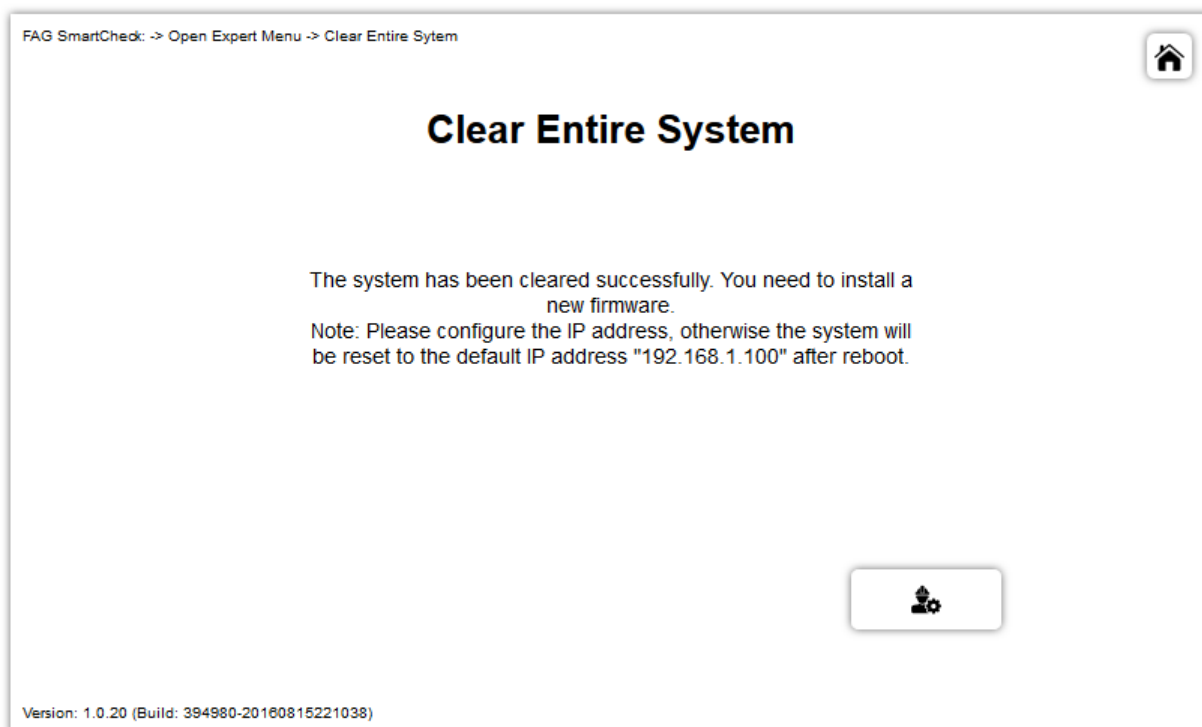 FAG SmartCheck: -> Open Expert Menu -> Clear Entire Sytem
Clear Entire System
The system has been cleared successfully. You need to install a
new firmware.
Note: Please configure the IP address, otherwise the system will
be reset to the default IP address "192.168.1.100" after reboot.
Version: 1.0.20 (Build: 394980-20160815221038)